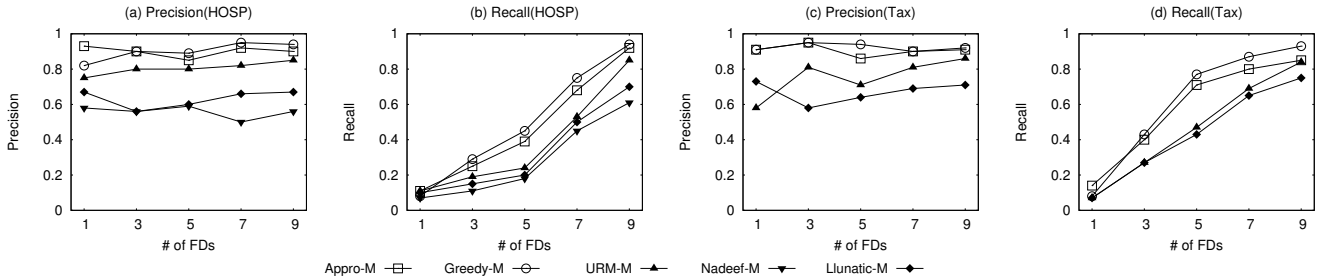 (a) Precision(HOSP)
1
0.8
0.6
0.4
0.2
0
Precision
1 3 5 7 9
# of FDs
(b) Recall(HOSP)
1
0.8
0.6
0.4
0.2
0
Recall
1 3 5 7 9
# of FDs
(c) Precision(Tax)
1
0.8
0.6
0.4
0.2
0
Precision
1 3 5 7 9
# of FDs
(d) Recall(Tax)
1
0.8
0.6
0.4
0.2
0
Recall
1 3 5 7 9
# of FDs
Appro-M Greedy-M URM-M Nadeef-M Llunatic-M